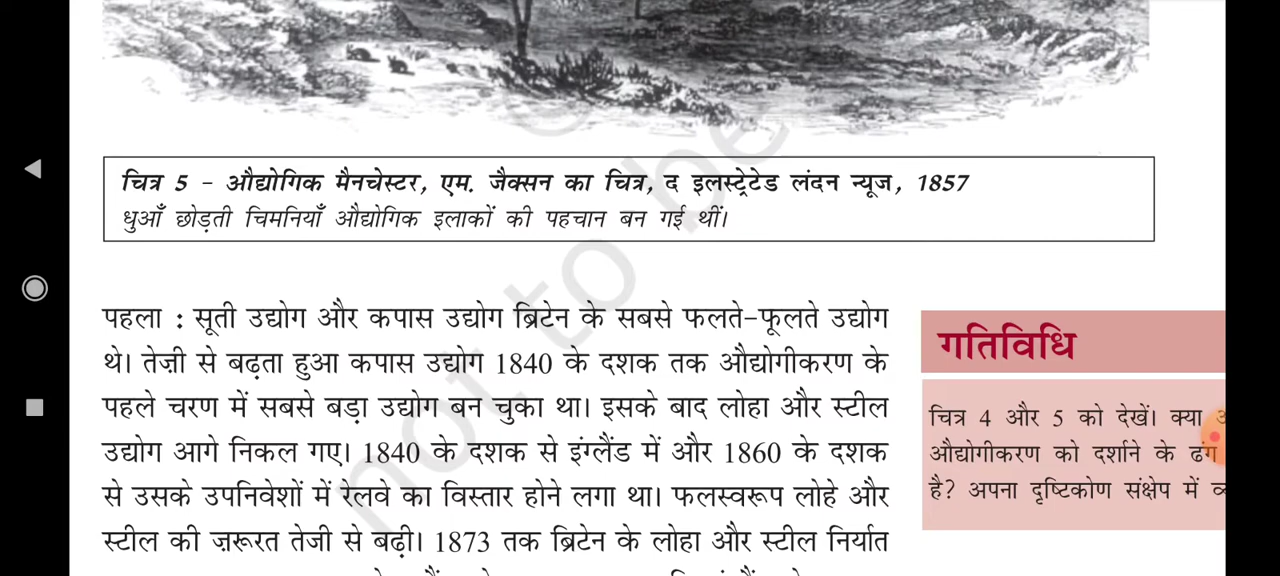 चित्र 5 – औद्योगिक मैनचेस्टर, एम. जैक्सन का चित्र, द इलस्ट्रेटेड लंदन न्यूज, 1857
धुआँ छोड़ती चिमनियाँ औद्योगिक इलाकों की पहचान बन गई थीं।
पहला : सूती उद्योग और कपास उद्योग ब्रिटेन के सबसे फलते-फूलते उद्योग
थे। तेज़ी से बढ़ता हुआ कपास उद्योग 1840 के दशक तक औद्योगीकरण के
पहले चरण में सबसे बड़ा उद्योग बन चुका था। इसके बाद लोहा और स्टील
उद्योग आगे निकल गए। 1840 के दशक से इंग्लैंड में और 1860 के दशक
से उसके उपनिवेशों में रेलवे का विस्तार होने लगा था। फलस्वरूप लोहे और
स्टील की ज़रूरत तेजी से बढ़ी। 1873 तक ब्रिटेन के लोहा और स्टील निर्यात
गतिविधि
चित्र 4 और 5 को देखें। क्या
औद्योगीकरण को दर्शाने के ढंग
है? अपना दृष्टिकोण संक्षेप में
not to be